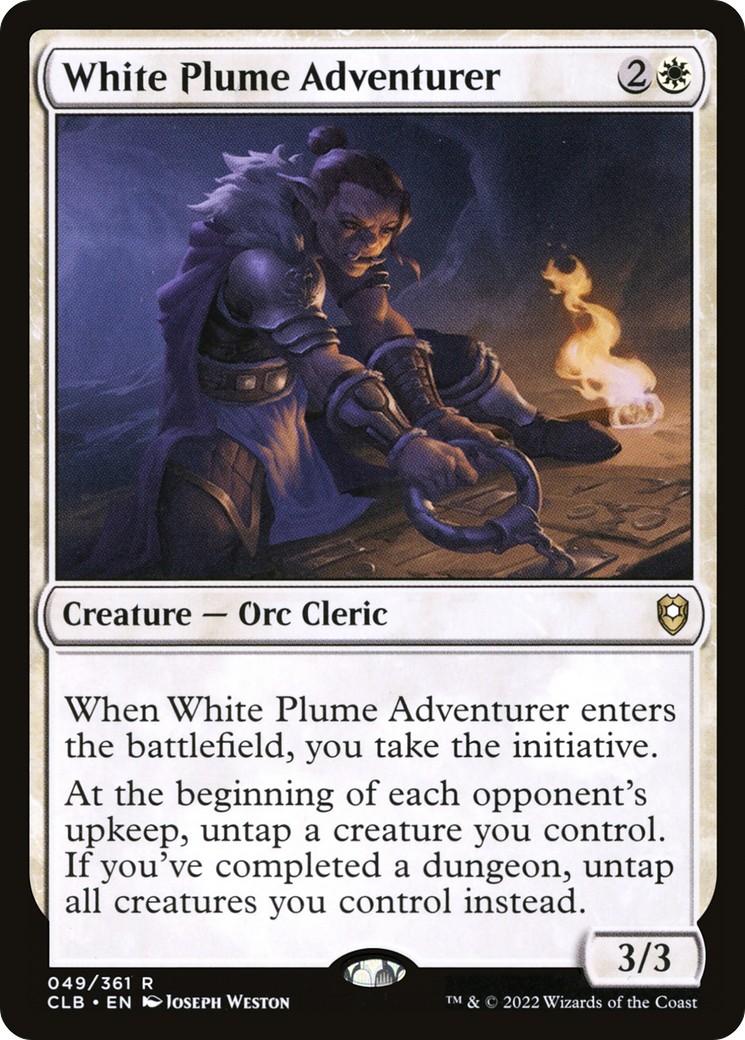 White Plume Adventurer 2
Creature — Orc Cleric
When White Plume Adventurer enters
the battlefield, you take the initiative.
At the beginning of each opponent's
upkeep, untap a creature you control.
If you've completed a dungeon, untap
all creatures you control instead.
3/3
049/361 R
CLB • EN Joseph Weston
™ & © 2022 Wizards of the Coast